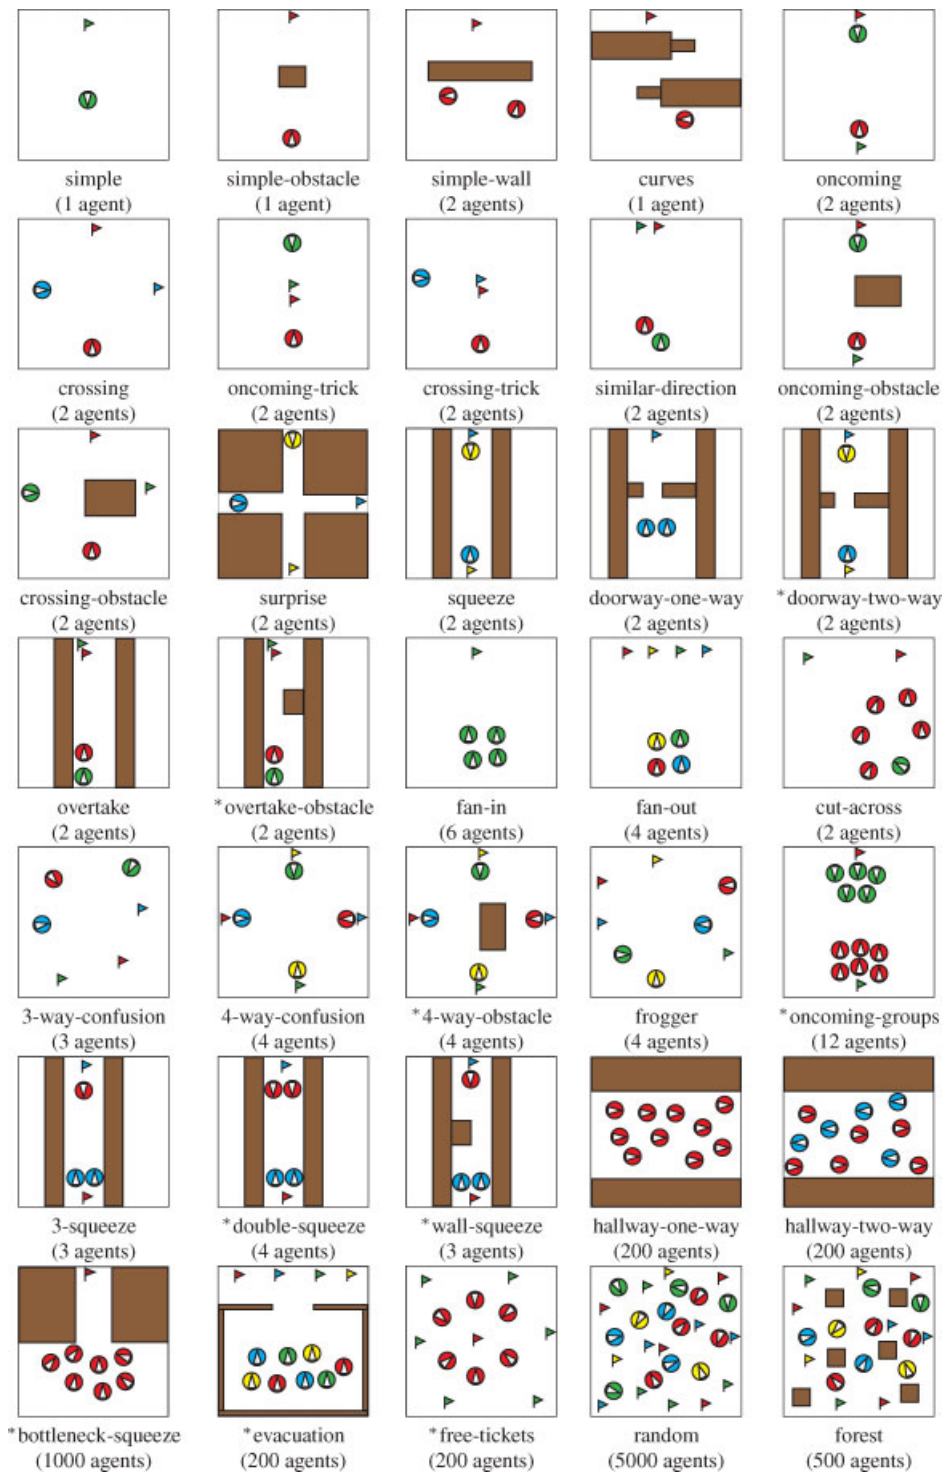 simple simple-obstacle simple-wall curves oncoming
(1 agent) (1 agent) (2 agents) (1 agent) (2 agents)
crossing oncoming-trick crossing-trick similar-direction oncoming-obstacle
(2 agents) (2 agents) (2 agents) (2 agents) (2 agents)
crossing-obstacle surprise squeeze doorway-one-way *doorway-two-way
(2 agents) (2 agents) (2 agents) (2 agents) (2 agents)
overtake *overtake-obstacle fan-in fan-out cut-across
(2 agents) (2 agents) (6 agents) (4 agents) (2 agents)
3-way-confusion 4-way-confusion *4-way-obstacle frogger *oncoming-groups
(3 agents) (4 agents) (4 agents) (4 agents) (12 agents)
3-squeeze *double-squeeze *wall-squeeze hallway-one-way hallway-two-way
(3 agents) (4 agents) (3 agents) (200 agents) (200 agents)
*bottleneck-squeeze *evacuation *free-tickets random forest
(1000 agents) (200 agents) (200 agents) (5000 agents) (500 agents)